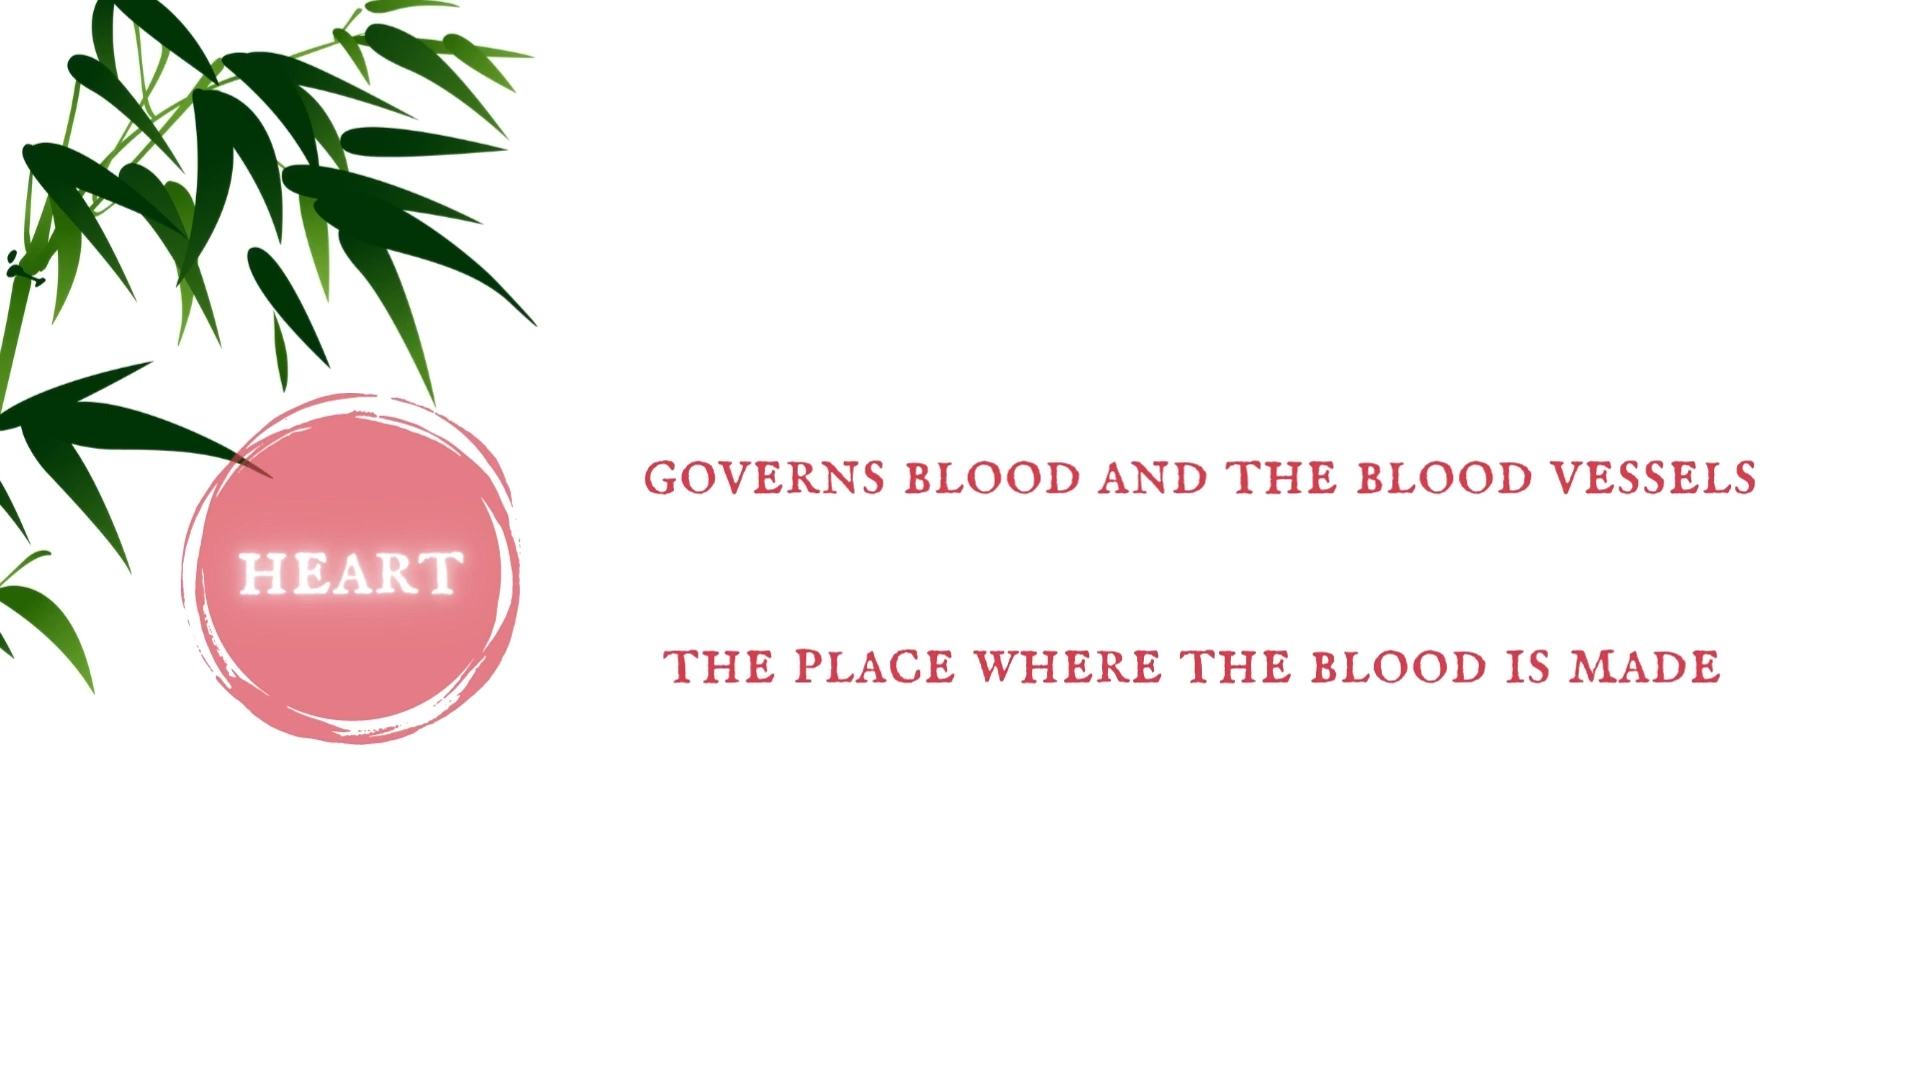 GOVERNS BLOOD AND THE BLOOD VESSELS
HEART
THE PLACE WHERE THE BLOOD IS MADE